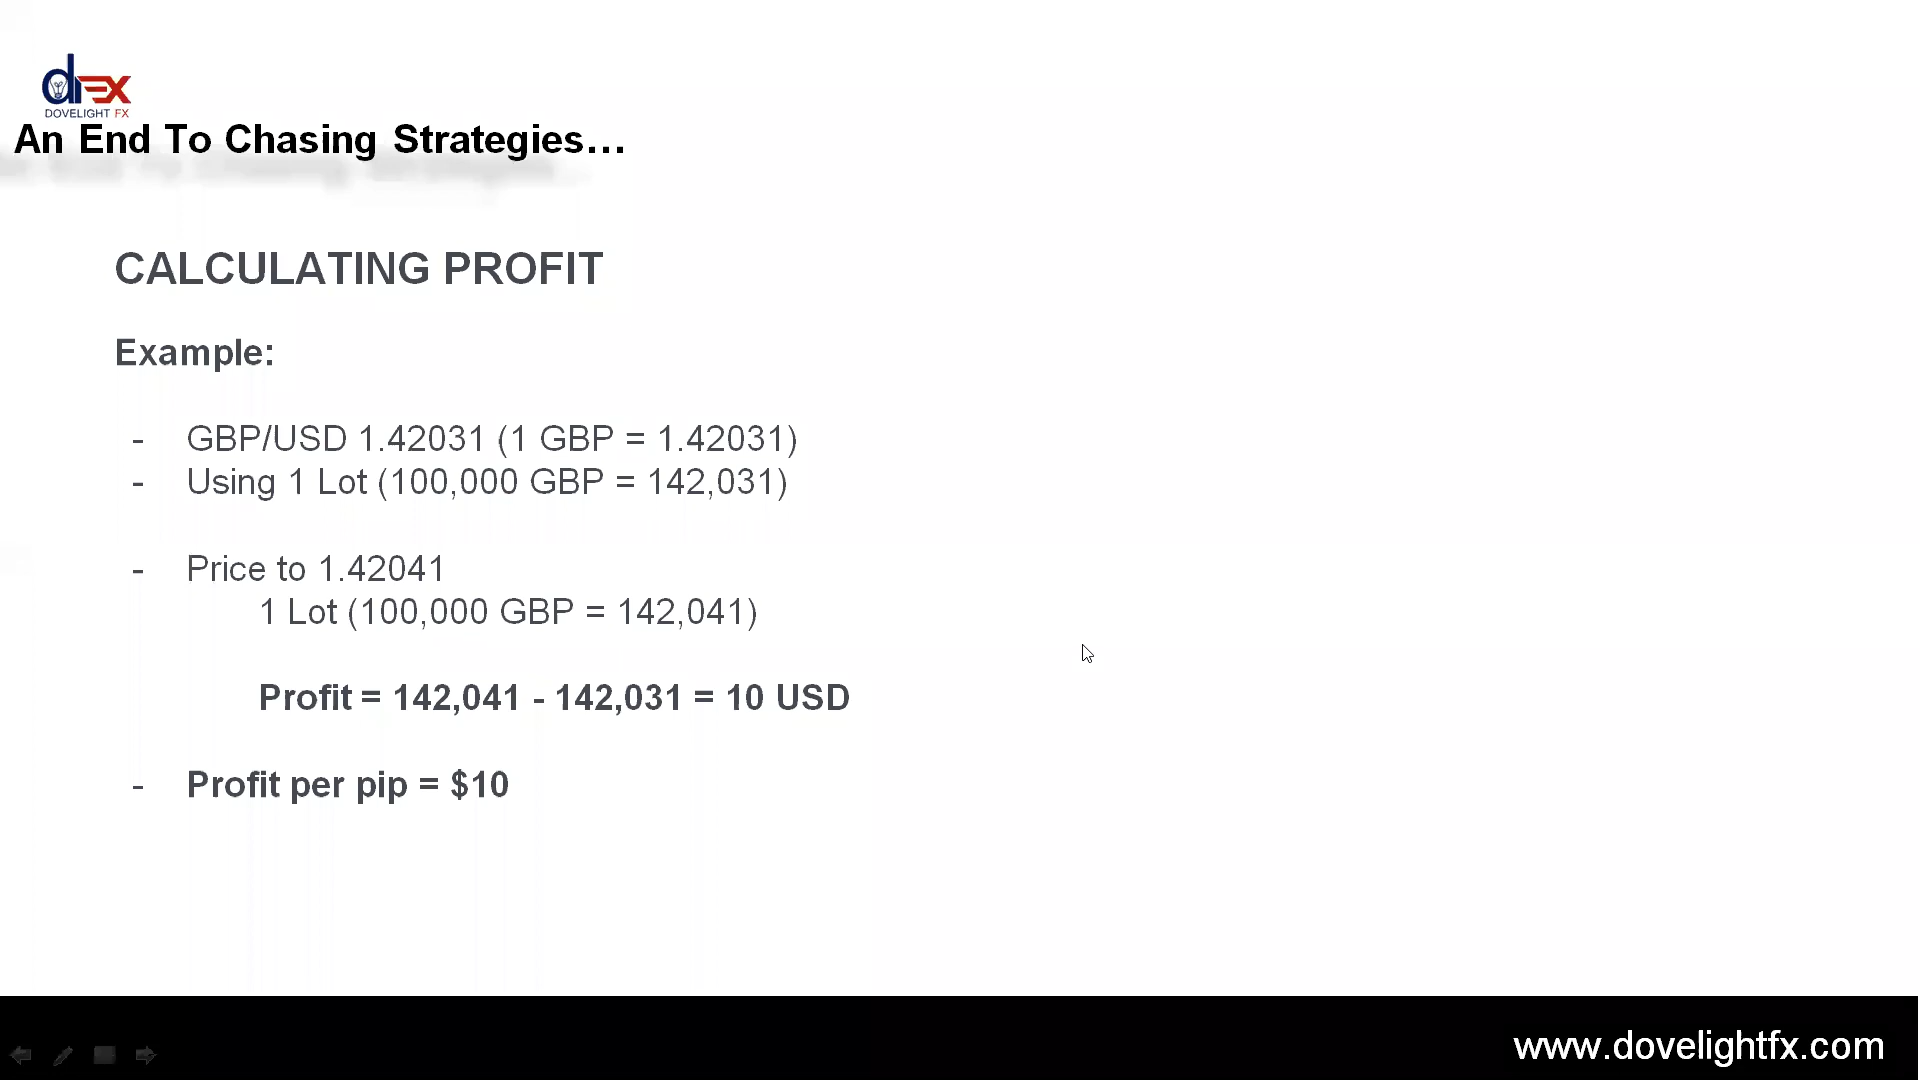 DOVELIGHT FX
An End To Chasing Strategies...
CALCULATING PROFIT
Example:
- GBP/USD 1.42031 (1 GBP = 1.42031)
- Using 1 Lot (100,000 GBP = 142,031)
- Price to 1.42041
1 Lot (100,000 GBP = 142,041)
Profit = 142,041 - 142,031 = 10 USD
- Profit per pip = $10
www.dovelightfx.com